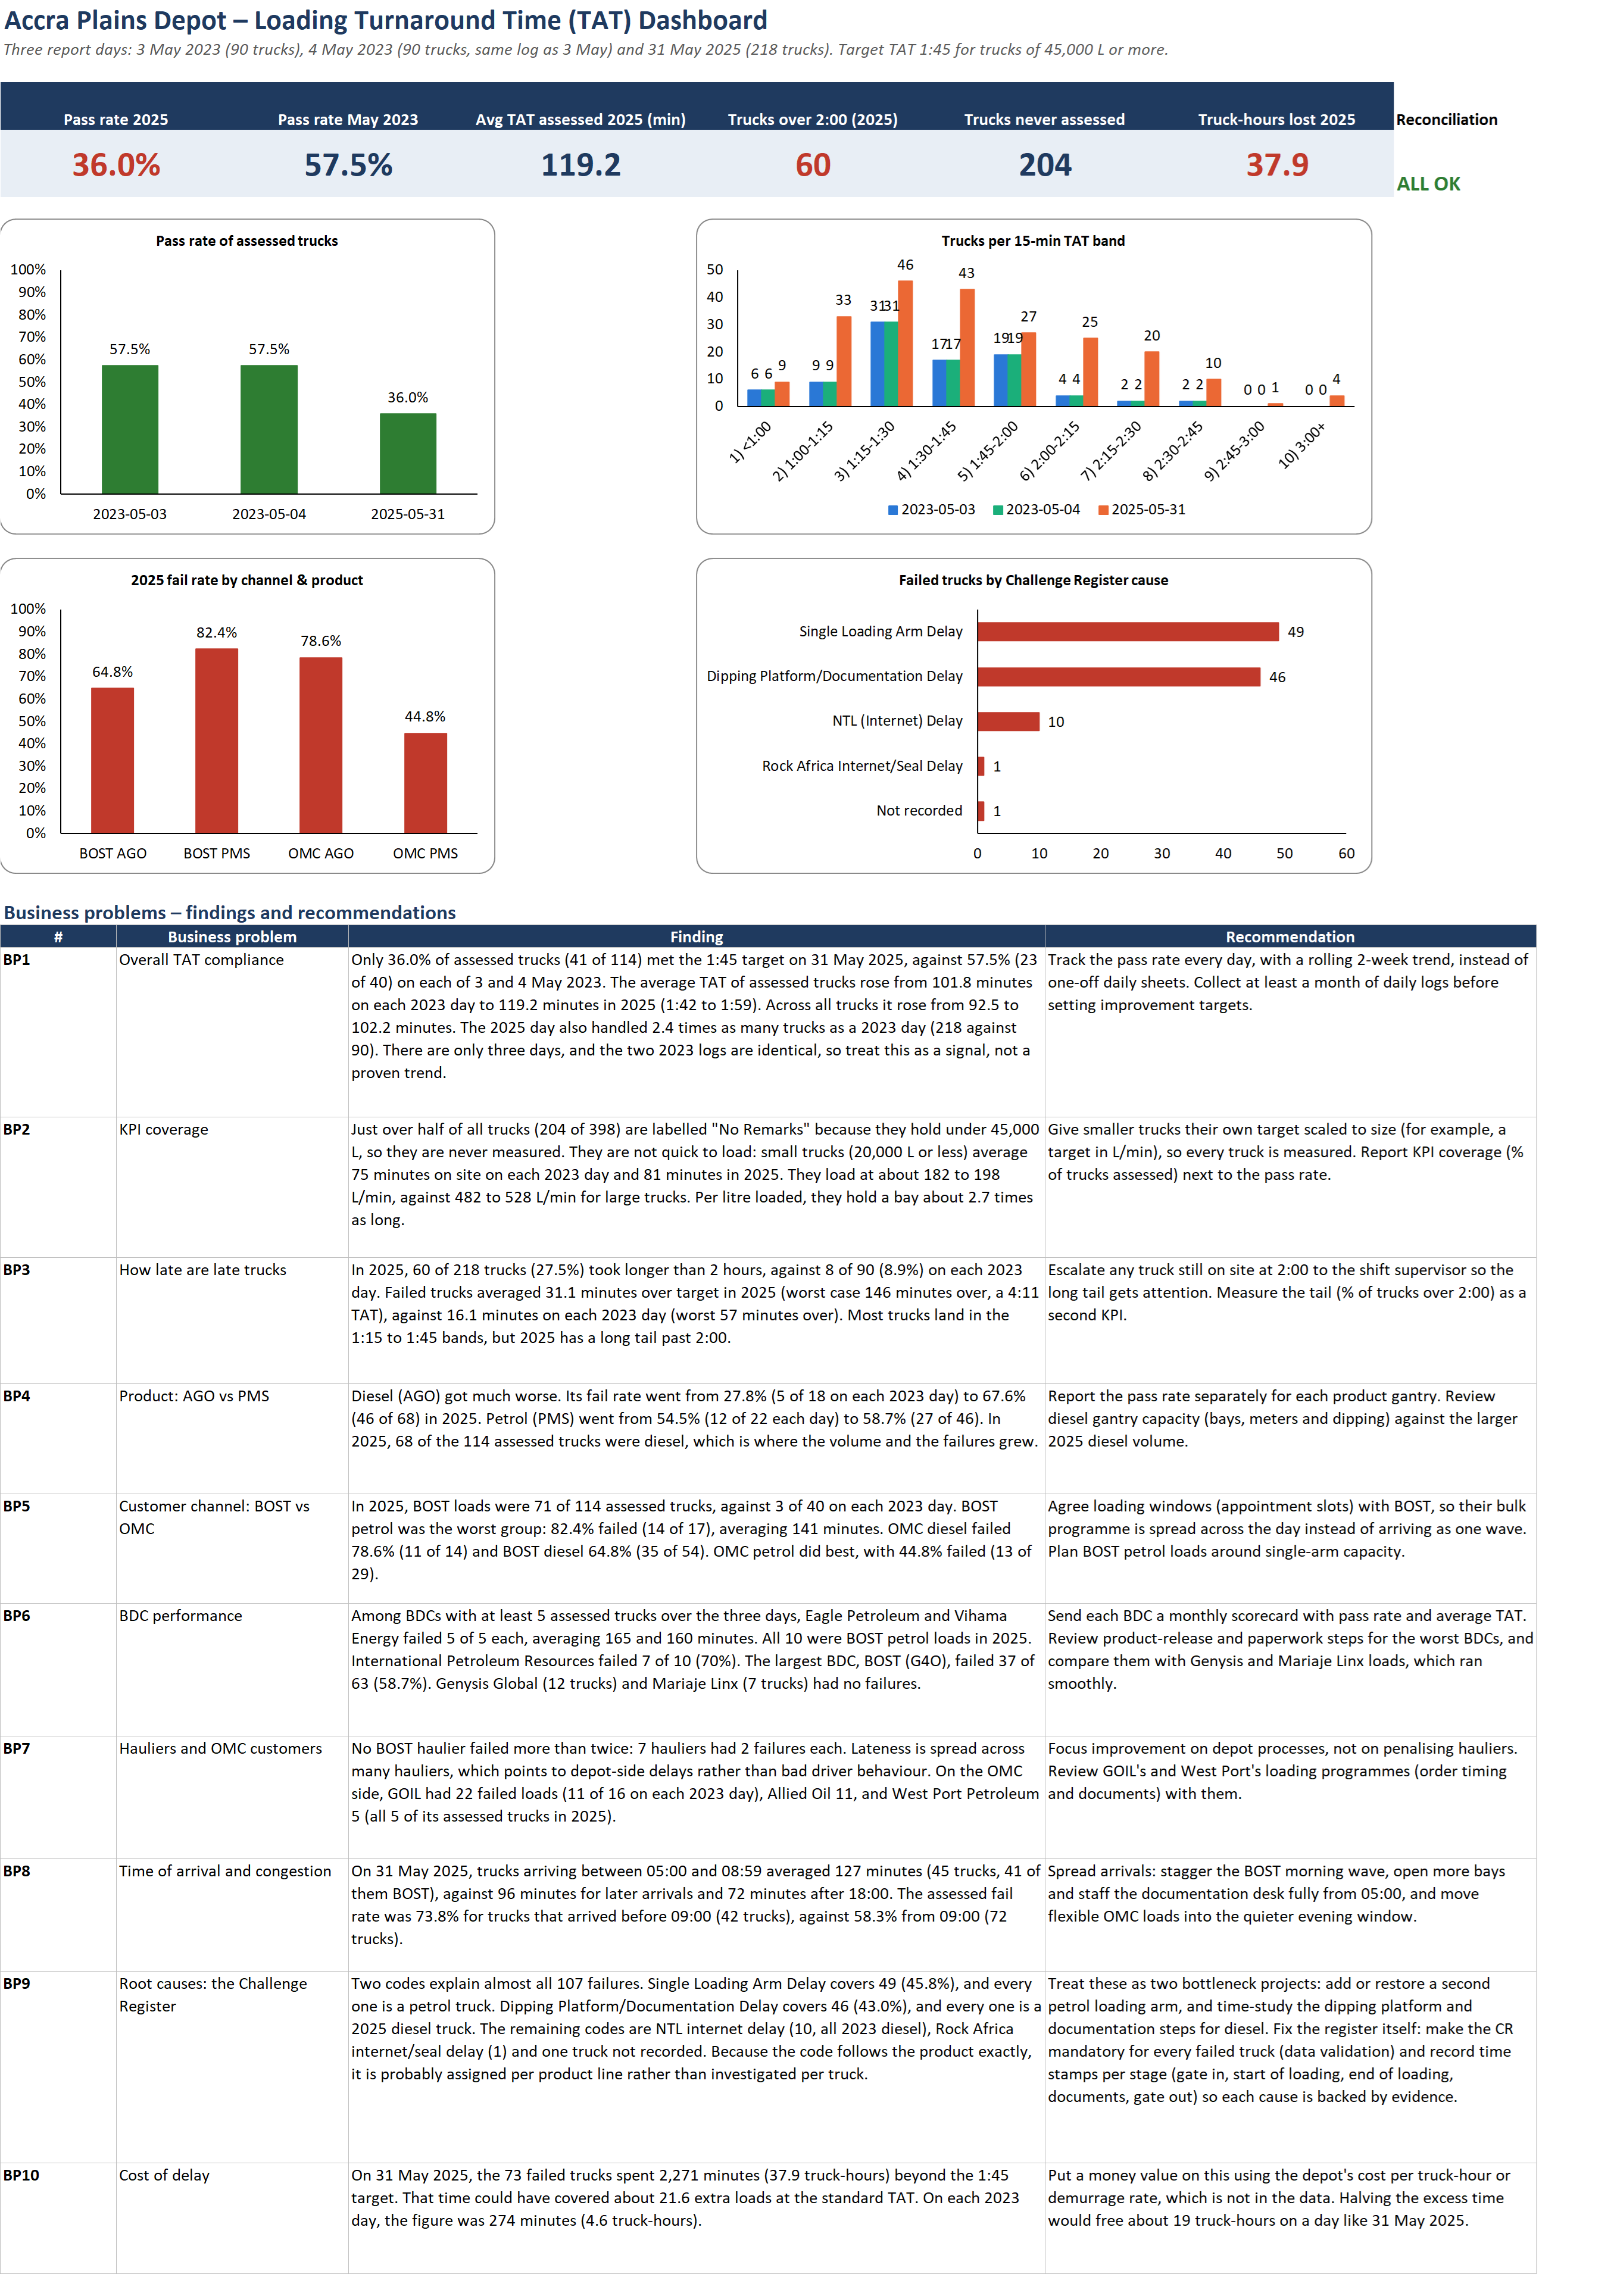 Accra Plains Depot – Loading Turnaround Time (TAT) Dashboard
Three report days: 3 May 2023 (90 trucks), 4 May 2023 (90 trucks, same log as 3 May) and 31 May 2025 (218 trucks). Target TAT 1:45 for trucks of 45,000 L or more.
Pass rate 2025
Pass rate May 2023
Avg TAT assessed 2025 (min)
Trucks over 2:00 (2025)
Trucks never assessed
Truck-hours lost 2025
Reconciliation
36.0%
57.5%
119.2
60
204
37.9
ALL OK
Pass rate of assessed trucks
100%
90%
80%
70%
60%
50%
40%
30%
20%
10%
0%
57.5%
57.5%
36.0%
2023-05-03
2023-05-04
2025-05-31
Trucks per 15-min TAT band
50
40
30
20
10
0
6 6 9
9 9 33
31 31 46
17 17 43
19 19 27
4 4 25
2 2 20
2 2 10
0 0 1
0 0 4
1) <1:00
2) 1:00-1:15
3) 1:15-1:30
4) 1:30-1:45
5) 1:45-2:00
6) 2:00-2:15
7) 2:15-2:30
8) 2:30-2:45
9) 2:45-3:00
10) 3:00+
2023-05-03
2023-05-04
2025-05-31
2025 fail rate by channel & product
100%
90%
80%
70%
60%
50%
40%
30%
20%
10%
0%
64.8%
82.4%
78.6%
44.8%
BOST AGO
BOST PMS
OMC AGO
OMC PMS
Failed trucks by Challenge Register cause
Single Loading Arm Delay
49
Dipping Platform/Documentation Delay
46
NTL (Internet) Delay
10
Rock Africa Internet/Seal Delay
1
Not recorded
1
0
10
20
30
40
50
60
Business problems – findings and recommendations
#
Business problem
Finding
Recommendation
BP1
Overall TAT compliance
Only 36.0% of assessed trucks (41 of 114) met the 1:45 target on 31 May 2025, against 57.5% (23
of 40) on each of 3 and 4 May 2023. The average TAT of assessed trucks rose from 101.8 minutes
on each 2023 day to 119.2 minutes in 2025 (1:42 to 1:59). Across all trucks it rose from 92.5 to
102.2 minutes. The 2025 day also handled 2.4 times as many trucks as a 2023 day (218 against
90). There are only three days, and the two 2023 logs are identical, so treat this as a signal, not a
proven trend.
Track the pass rate every day, with a rolling 2-week trend, instead of
one-off daily sheets. Collect at least a month of daily logs before
setting improvement targets.
BP2
KPI coverage
Just over half of all trucks (204 of 398) are labelled "No Remarks" because they hold under 45,000
L, so they are never measured. They are not quick to load: small trucks (20,000 L or less) average
75 minutes on site on each 2023 day and 81 minutes in 2025. They load at about 182 to 198
L/min, against 482 to 528 L/min for large trucks. Per litre loaded, they hold a bay about 2.7 times
as long.
Give smaller trucks their own target scaled to size (for example, a
target in L/min), so every truck is measured. Report KPI coverage (%
of trucks assessed) next to the pass rate.
BP3
How late are late trucks
In 2025, 60 of 218 trucks (27.5%) took longer than 2 hours, against 8 of 90 (8.9%) on each 2023
day. Failed trucks averaged 31.1 minutes over target in 2025 (worst case 146 minutes over, a 4:11
TAT), against 16.1 minutes on each 2023 day (worst 57 minutes over). Most trucks land in the
1:15 to 1:45 bands, but 2025 has a long tail past 2:00.
Escalate any truck still on site at 2:00 to the shift supervisor so the
long tail gets attention. Measure the tail (% of trucks over 2:00) as a
second KPI.
BP4
Product: AGO vs PMS
Diesel (AGO) got much worse. Its fail rate went from 27.8% (5 of 18 on each 2023 day) to 67.6%
(46 of 68) in 2025. Petrol (PMS) went from 54.5% (12 of 22 each day) to 58.7% (27 of 46). In
2025, 68 of the 114 assessed trucks were diesel, which is where the volume and the failures grew.
Report the pass rate separately for each product gantry. Review
diesel gantry capacity (bays, meters and dipping) against the larger
2025 diesel volume.
BP5
Customer channel: BOST vs
OMC
In 2025, BOST loads were 71 of 114 assessed trucks, against 3 of 40 on each 2023 day. BOST
petrol was the worst group: 82.4% failed (14 of 17), averaging 141 minutes. OMC diesel failed
78.6% (11 of 14) and BOST diesel 64.8% (35 of 54). OMC petrol did best, with 44.8% failed (13 of
29).
Agree loading windows (appointment slots) with BOST, so their bulk
programme is spread across the day instead of arriving as one wave.
Plan BOST petrol loads around single-arm capacity.
BP6
BDC performance
Among BDCs with at least 5 assessed trucks over the three days, Eagle Petroleum and Vihama
Energy failed 5 of 5 each, averaging 165 and 160 minutes. All 10 were BOST petrol loads in 2025.
International Petroleum Resources failed 7 of 10 (70%). The largest BDC, BOST (G4O), failed 37 of
63 (58.7%). Genysis Global (12 trucks) and Mariaje Linx (7 trucks) had no failures.
Send each BDC a monthly scorecard with pass rate and average TAT.
Review product-release and paperwork steps for the worst BDCs, and
compare them with Genysis and Mariaje Linx loads, which ran
smoothly.
BP7
Hauliers and OMC customers
No BOST haulier failed more than twice: 7 hauliers had 2 failures each. Lateness is spread across
many hauliers, which points to depot-side delays rather than bad driver behaviour. On the OMC
side, GOIL had 22 failed loads (11 of 16 on each 2023 day), Allied Oil 11, and West Port Petroleum
5 (all 5 of its assessed trucks in 2025).
Focus improvement on depot processes, not on penalising hauliers.
Review GOIL's and West Port's loading programmes (order timing
and documents) with them.
BP8
Time of arrival and congestion
On 31 May 2025, trucks arriving between 05:00 and 08:59 averaged 127 minutes (45 trucks, 41 of
them BOST), against 96 minutes for later arrivals and 72 minutes after 18:00. The assessed fail
rate was 73.8% for trucks that arrived before 09:00 (42 trucks), against 58.3% from 09:00 (72
trucks).
Spread arrivals: stagger the BOST morning wave, open more bays
and staff the documentation desk fully from 05:00, and move
flexible OMC loads into the quieter evening window.
BP9
Root causes: the Challenge
Register
Two codes explain almost all 107 failures. Single Loading Arm Delay covers 49 (45.8%), and every
one is a petrol truck. Dipping Platform/Documentation Delay covers 46 (43.0%), and every one is a
2025 diesel truck. The remaining codes are NTL internet delay (10, all 2023 diesel), Rock Africa
internet/seal delay (1) and one truck not recorded. Because the code follows the product exactly,
it is probably assigned per product line rather than investigated per truck.
Treat these as two bottleneck projects: add or restore a second
petrol loading arm, and time-study the dipping platform and
documentation steps for diesel. Fix the register itself: make the CR
mandatory for every failed truck (data validation) and record time
stamps per stage (gate in, start of loading, end of loading,
documents, gate out) so each cause is backed by evidence.
BP10
Cost of delay
On 31 May 2025, the 73 failed trucks spent 2,271 minutes (37.9 truck-hours) beyond the 1:45
target. That time could have covered about 21.6 extra loads at the standard TAT. On each 2023
day, the figure was 274 minutes (4.6 truck-hours).
Put a money value on this using the depot's cost per truck-hour or
demurrage rate, which is not in the data. Halving the excess time
would free about 19 truck-hours on a day like 31 May 2025.